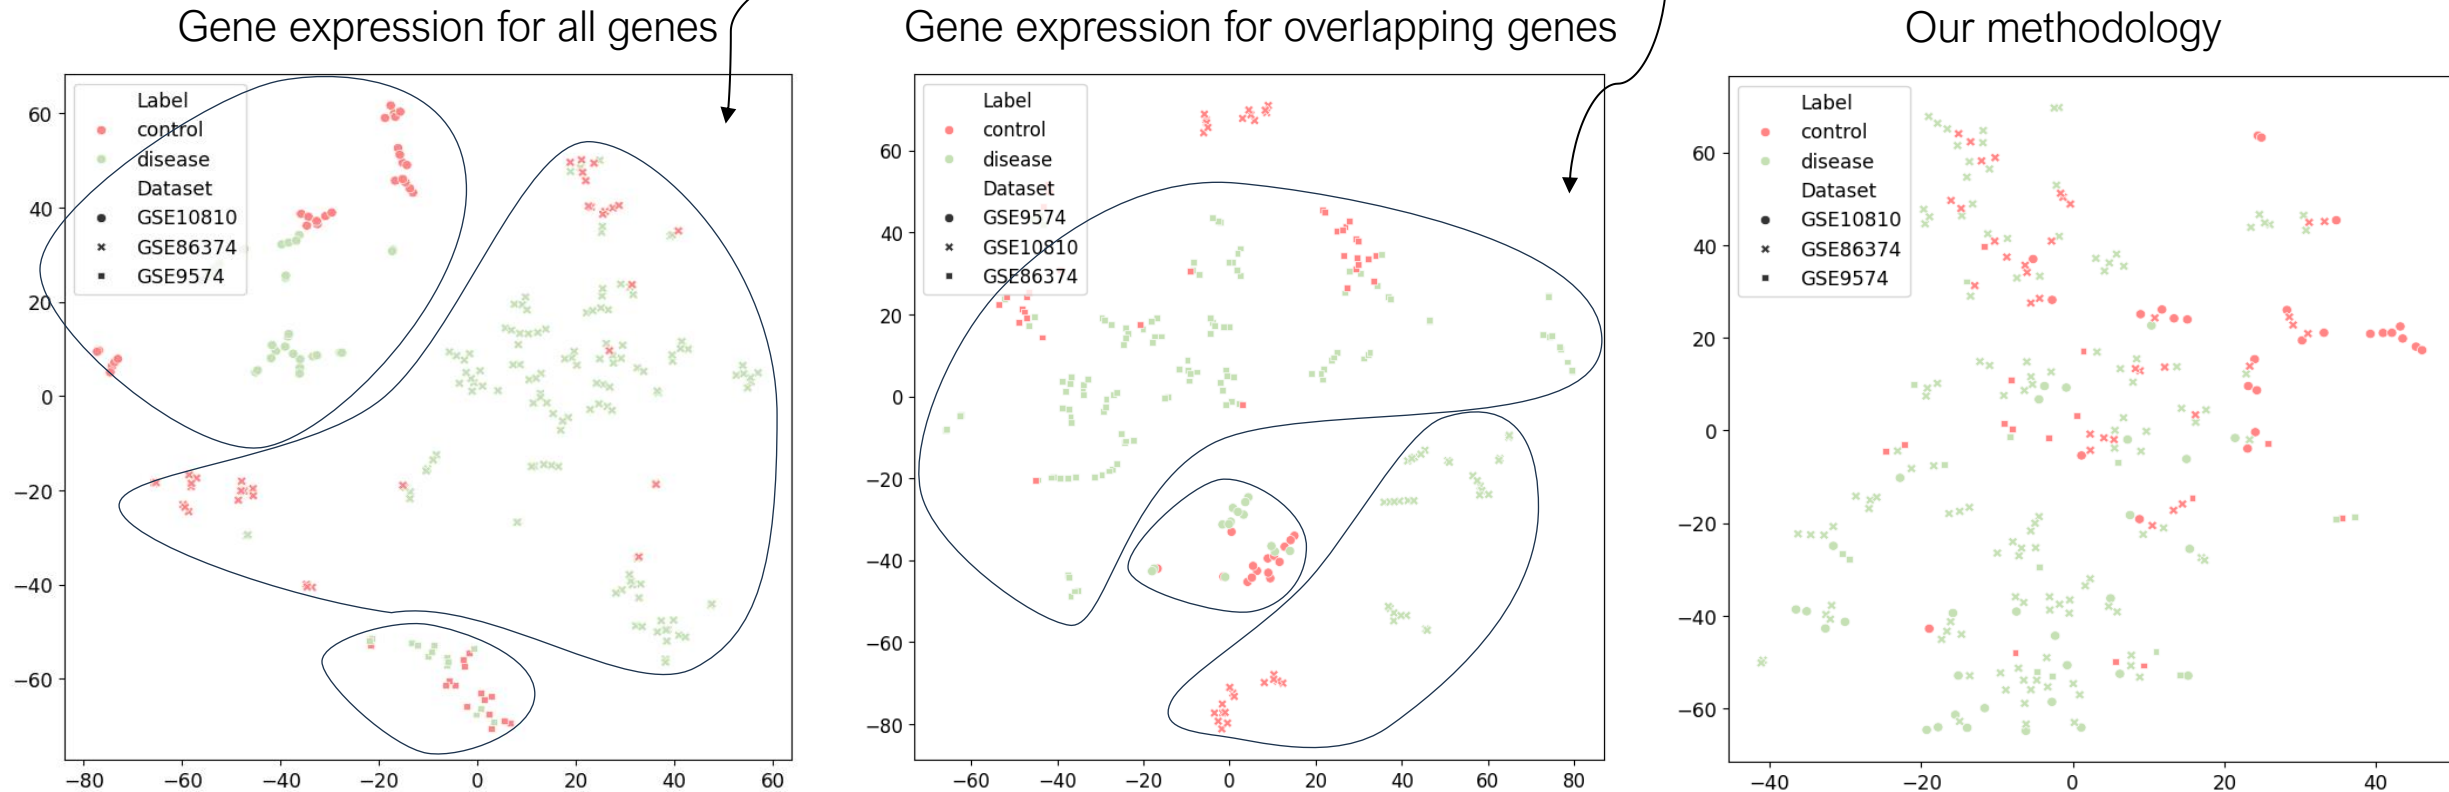 Gene expression for all genes
Label
control
disease
Dataset
GSE10810
GSE86374
GSE9574
60
40
20
0
−20
−40
−60
−80
−60
−40
−20
0
20
40
60
Gene expression for overlapping genes
Label
control
disease
Dataset
GSE9574
GSE10810
GSE86374
60
40
20
0
−20
−40
−60
−80
−60
−40
−20
0
20
40
60
80
Our methodology
Label
control
disease
Dataset
GSE10810
GSE86374
GSE9574
60
40
20
0
−20
−40
−60
−40
−20
0
20
40